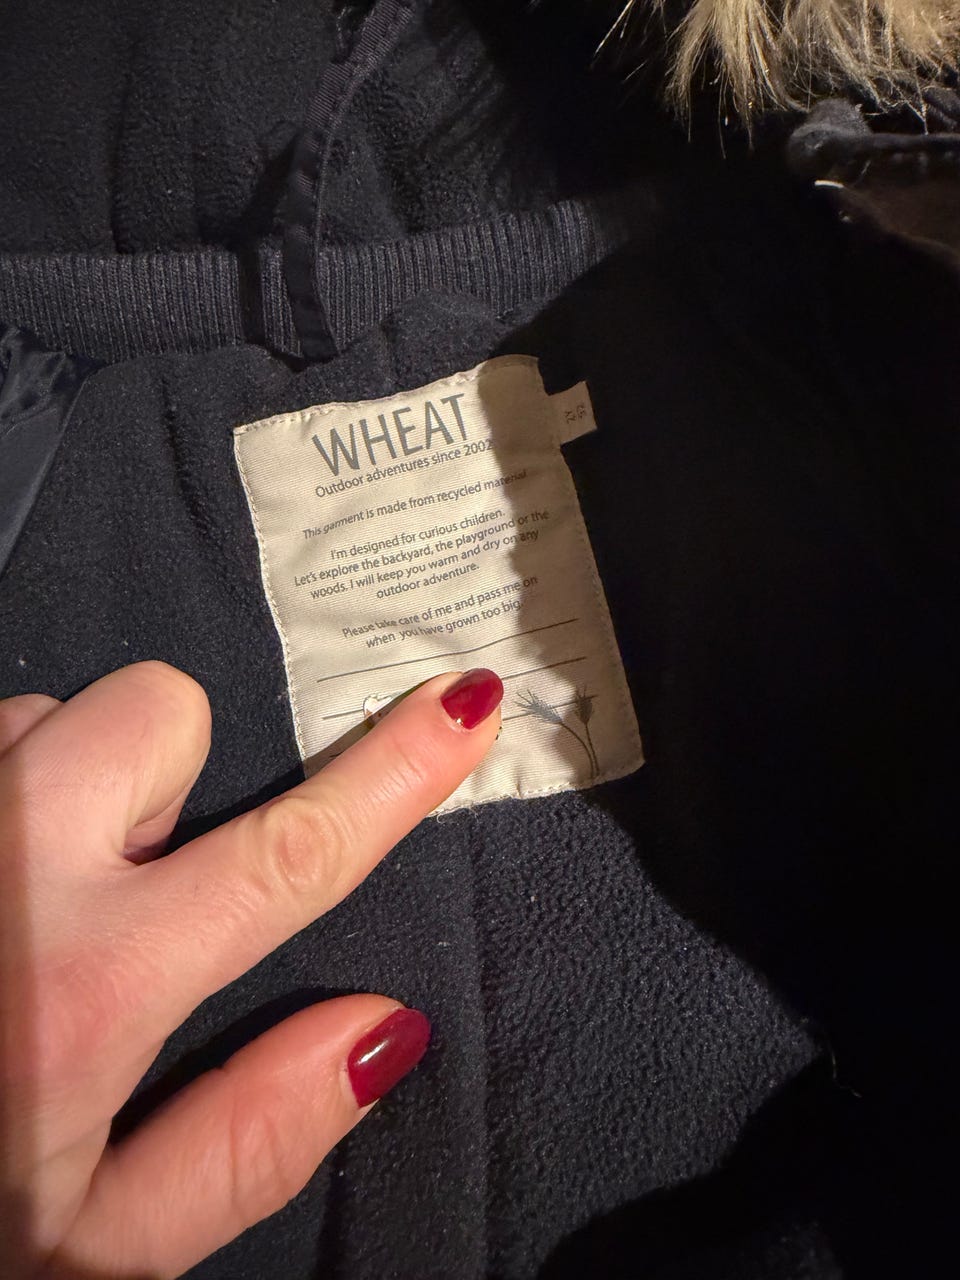 WHEAT
Outdoor adventures since 2002
This garment is made from recycled material
I'm designed for curious children.
Let's explore the backyard, the playground or the
woods. I will keep you warm and dry on any
outdoor adventure.
Please take care of me and pass me on
when you have grown too big.